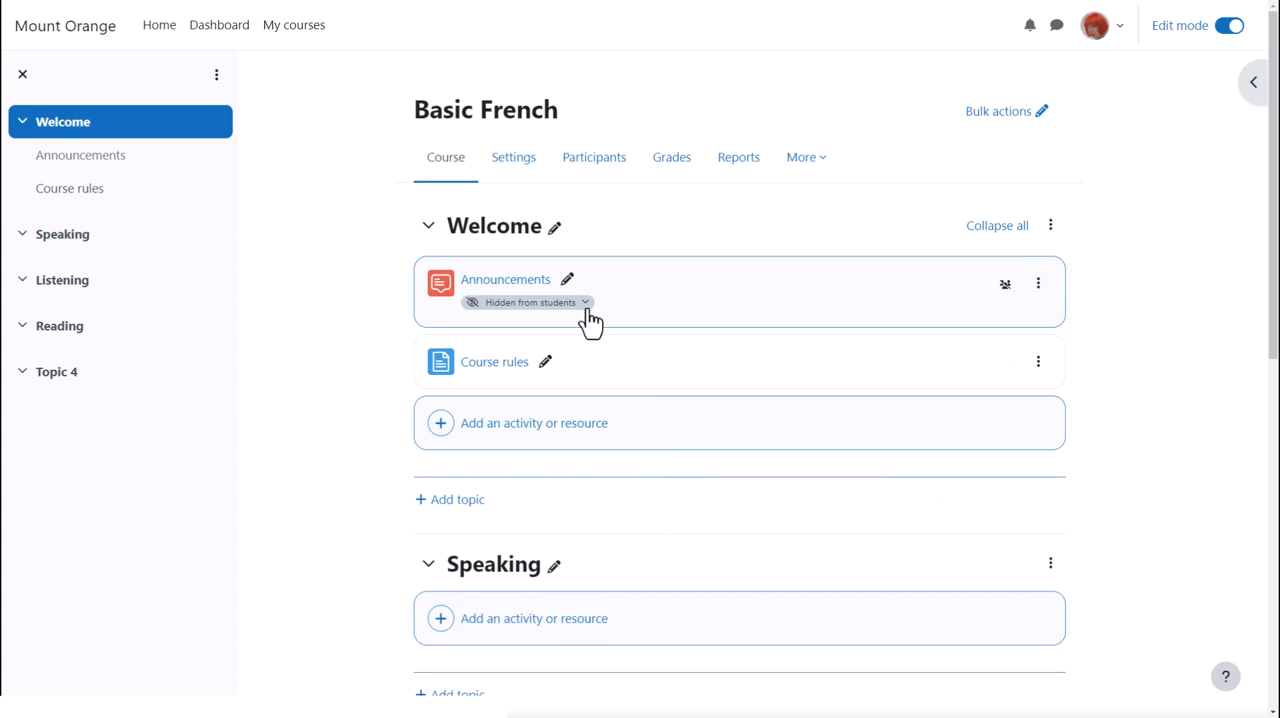 Mount Orange Home Dashboard My courses Edit mode
Welcome
Announcements
Course rules
Speaking
Listening
Reading
Topic 4
Basic French
Bulk actions
Course Settings Participants Grades Reports More
Welcome
Collapse all
Announcements
Hidden from students
Course rules
+ Add an activity or resource
+ Add topic
Speaking
+ Add an activity or resource
+ Add topic
?